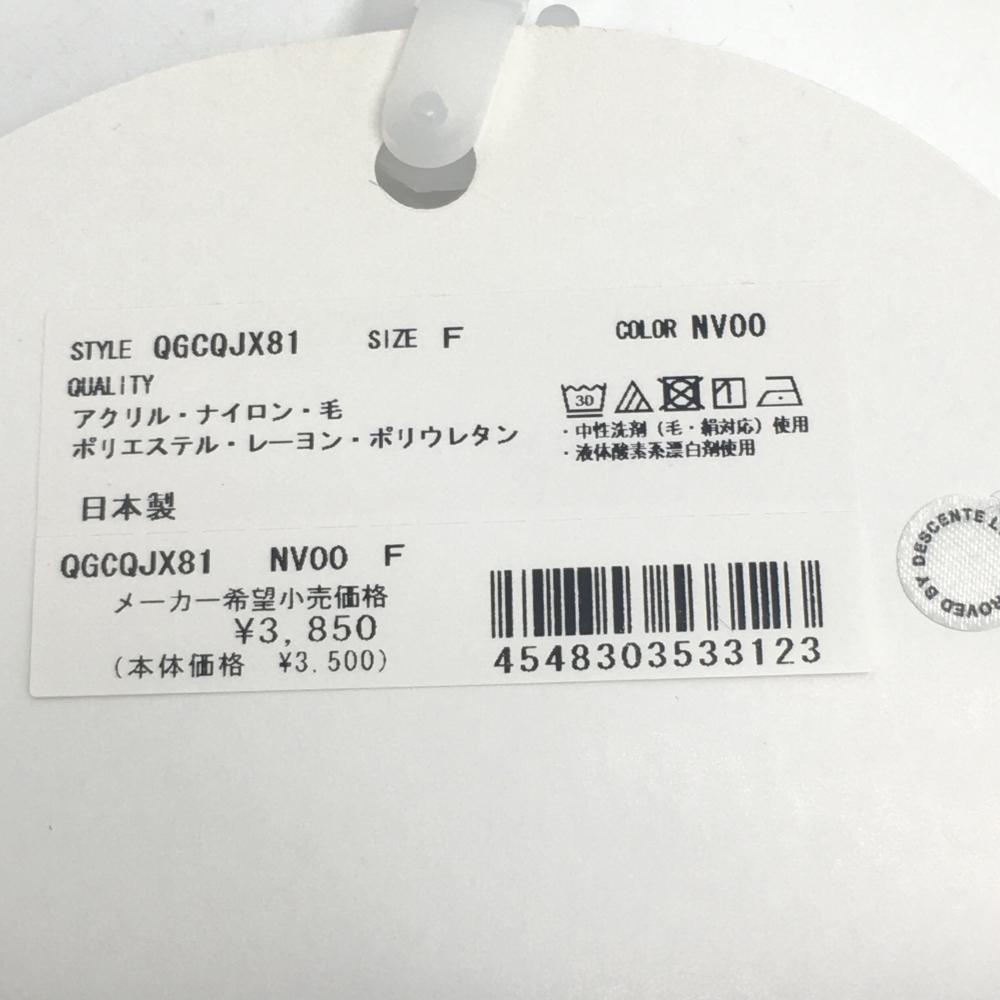 STYLE QGCQJX81 SIZE F COLOR NV00
QUALITY
アクリル・ナイロン・毛
ポリエステル・レーヨン・ポリウレタン
30
・中性洗剤（毛・絹対応）使用
・液体酸素系漂白剤使用
日本製
QGCQJX81 NV00 F
メーカー希望小売価格
¥3,850
(本体価格 ¥3.500)
4548303533123
BY DESCENTE